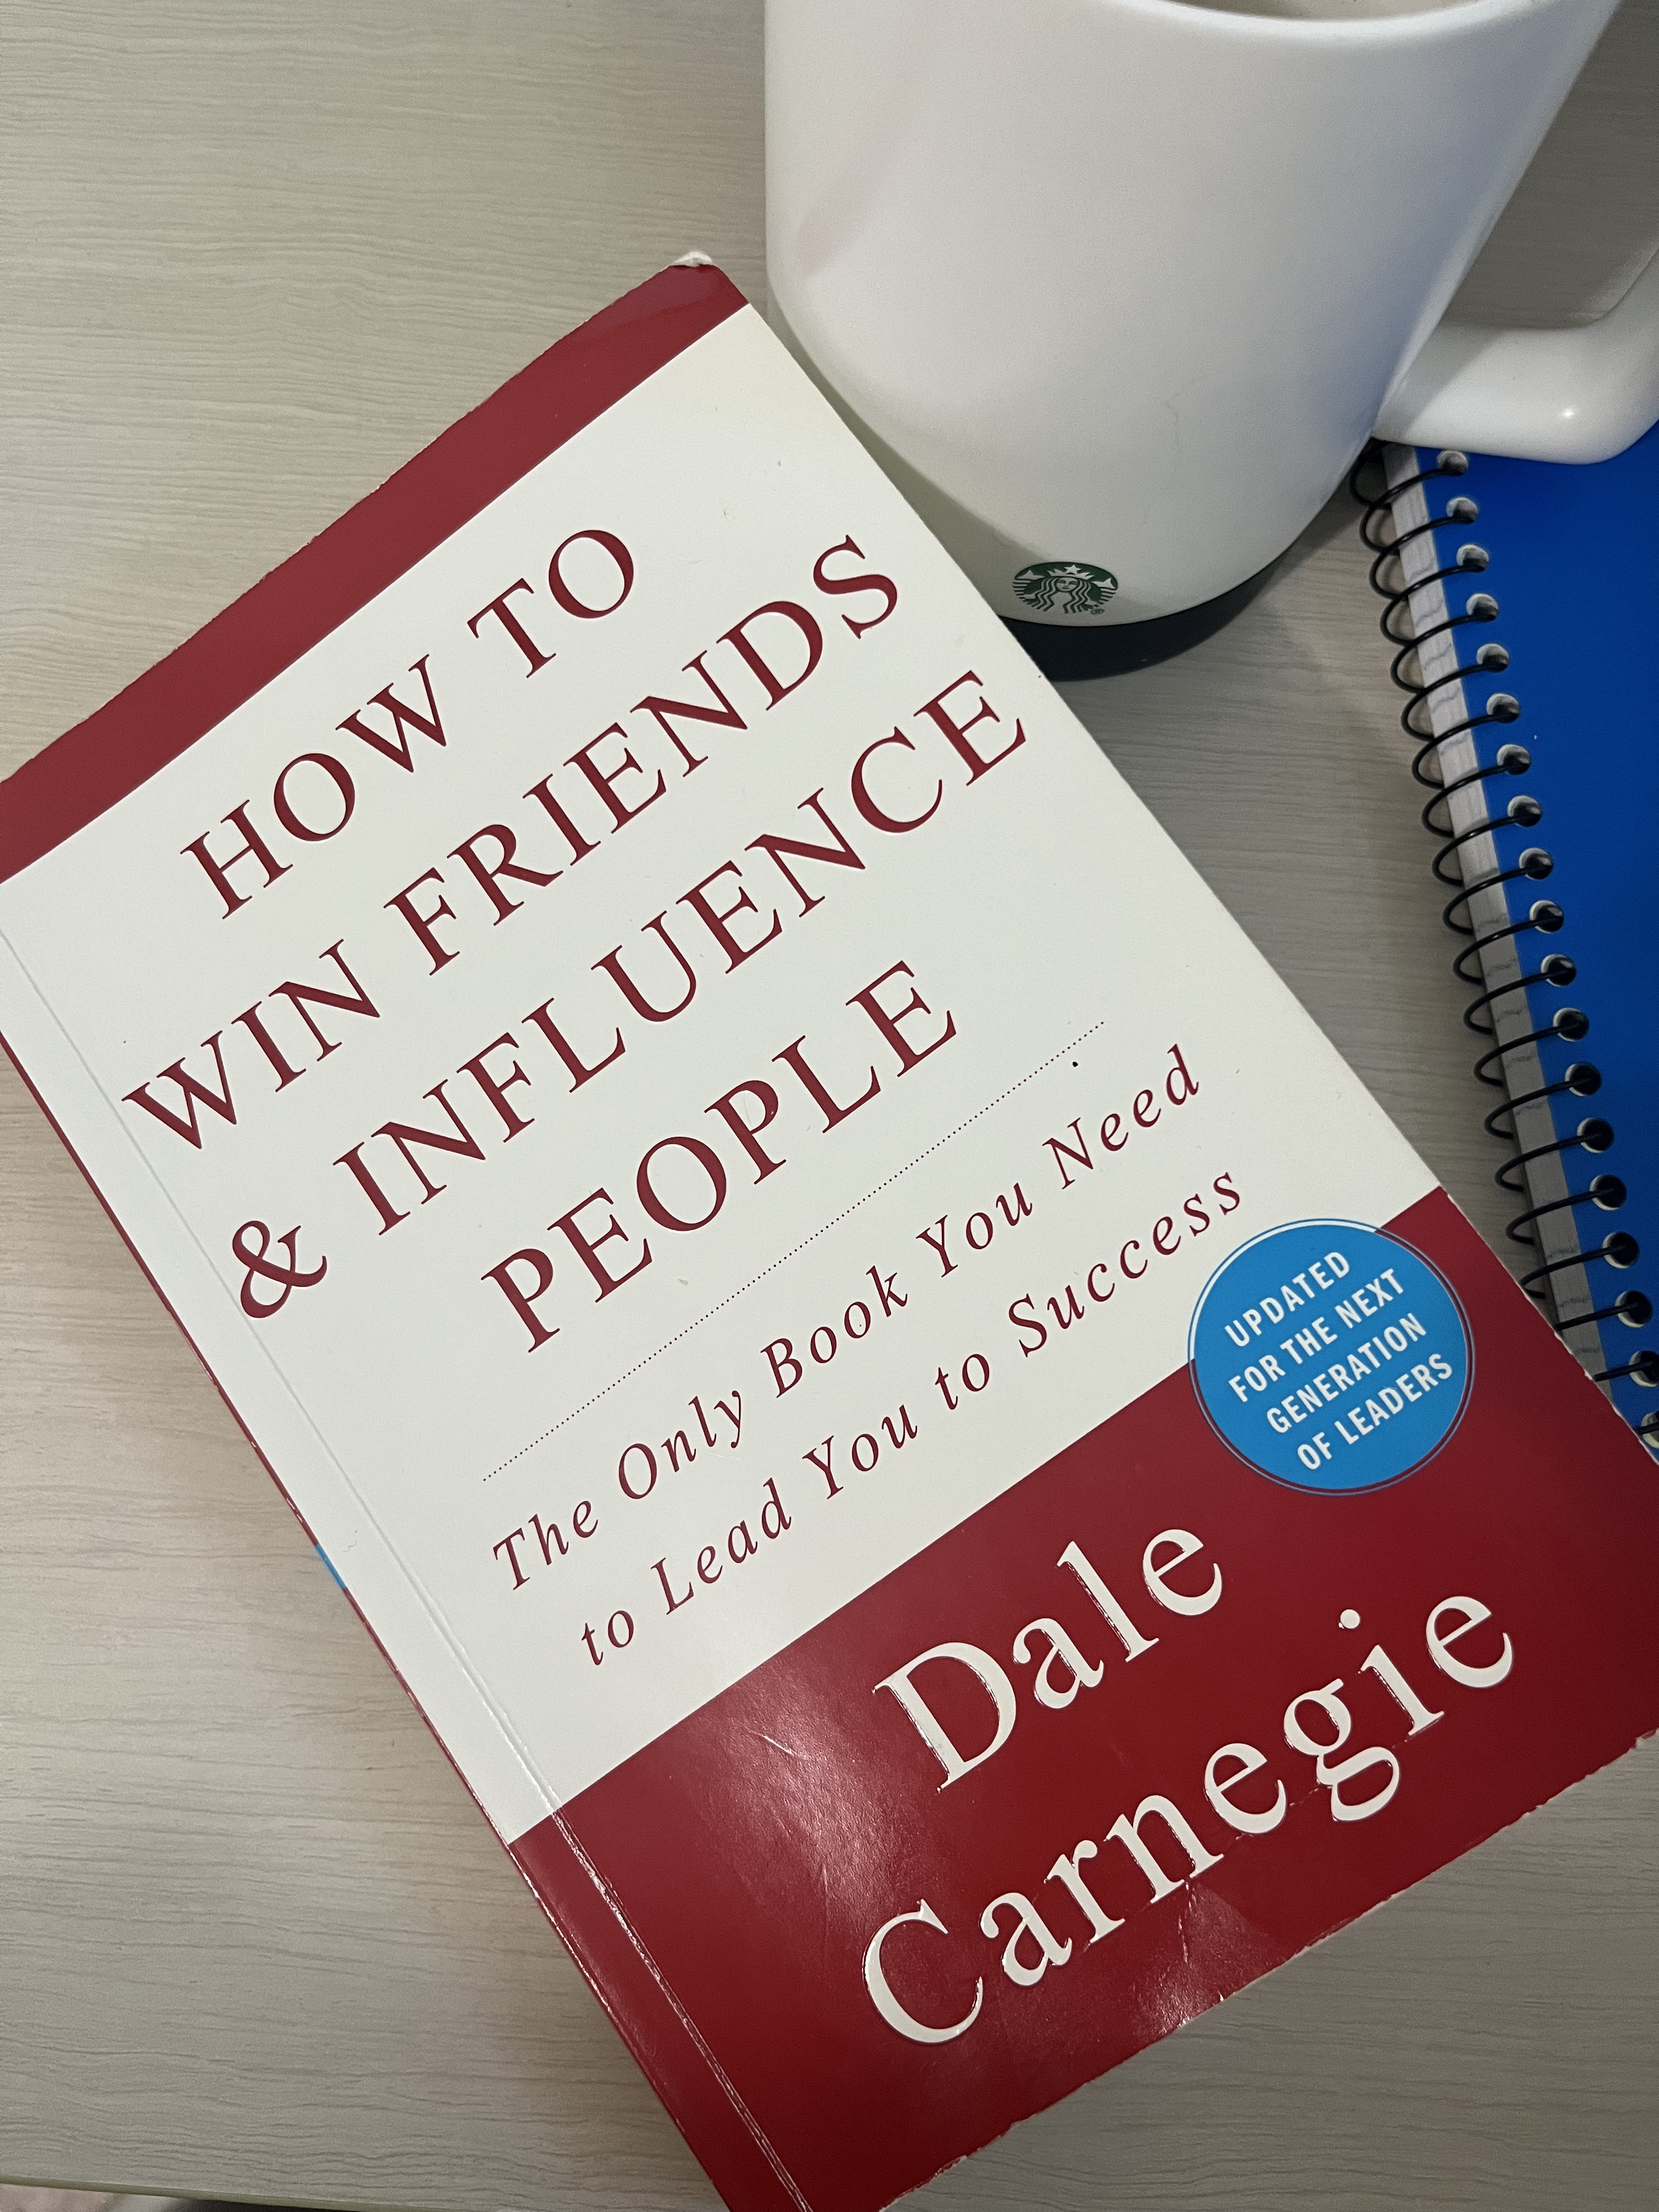 HOW TO
WIN FRIENDS
& INFLUENCE
PEOPLE
The Only Book You Need
to Lead You to Success
UPDATED
FOR THE NEXT
GENERATION
OF LEADERS
Dale
Carnegie